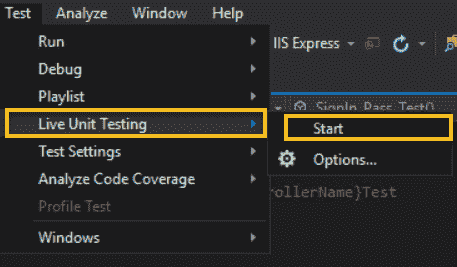 Test Analyze Window Help
Run
IIS Express
Debug
Playlist
Live Unit Testing
SignIn_Pass_Test()
Start
Test Settings
Options...
Analyze Code Coverage
rollerName}Test
Profile Test
Windows